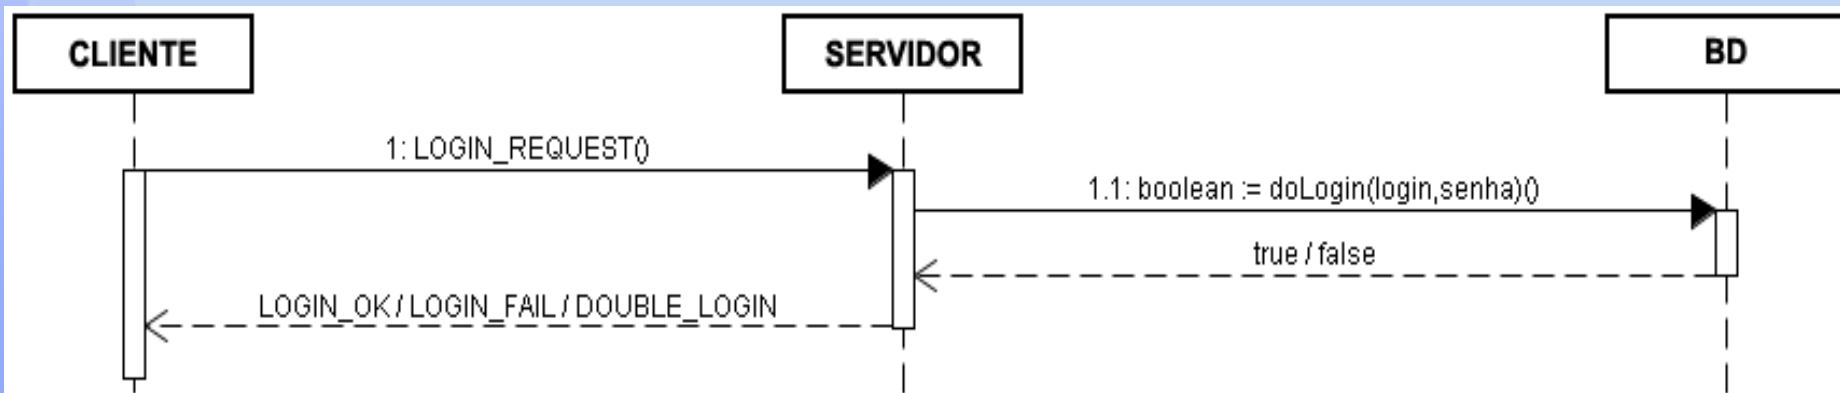 CLIENTE
SERVIDOR
BD
1: LOGIN_REQUEST()
1.1: boolean := doLogin(login,senha)()
true / false
LOGIN_OK / LOGIN_FAIL / DOUBLE_LOGIN